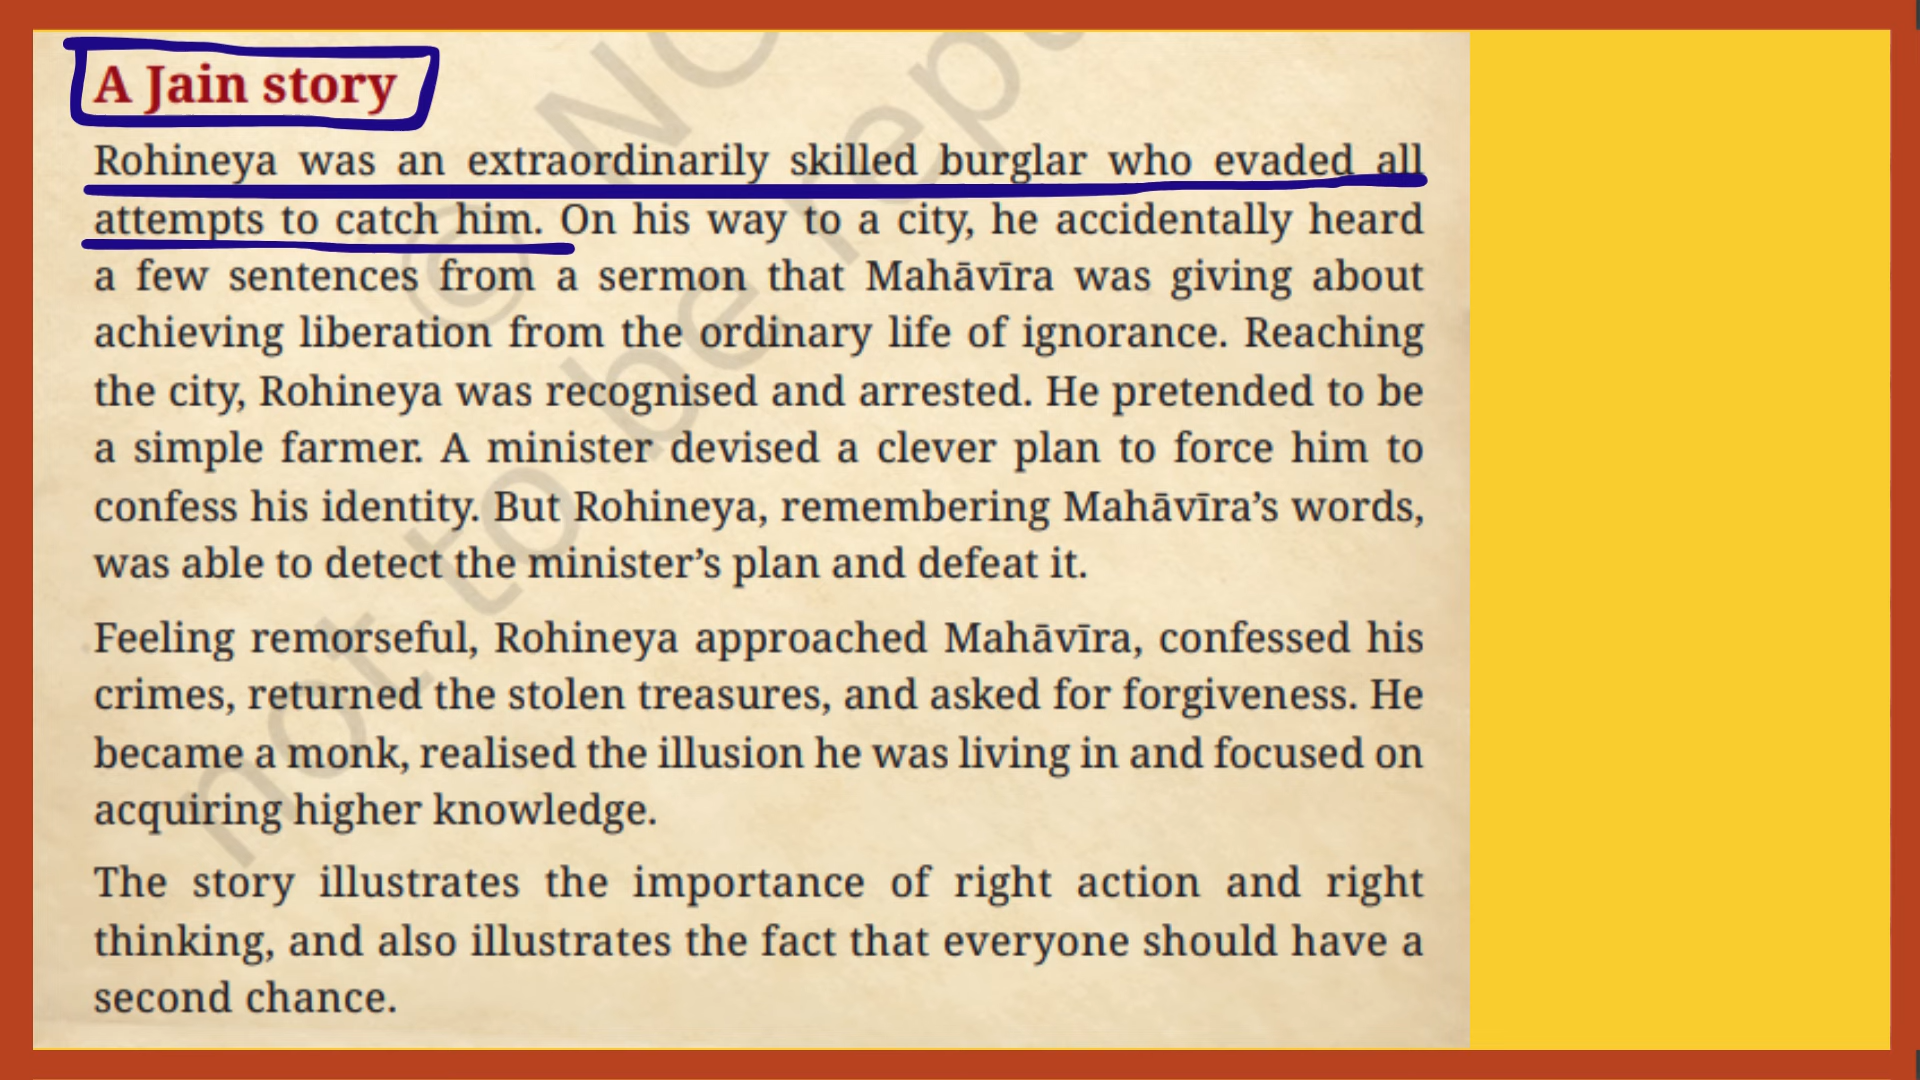 A Jain story
Rohineya was an extraordinarily skilled burglar who evaded all
attempts to catch him. On his way to a city, he accidentally heard
a few sentences from a sermon that Mahāvīra was giving about
achieving liberation from the ordinary life of ignorance. Reaching
the city, Rohineya was recognised and arrested. He pretended to be
a simple farmer. A minister devised a clever plan to force him to
confess his identity. But Rohineya, remembering Mahāvīra’s words,
was able to detect the minister’s plan and defeat it.
Feeling remorseful, Rohineya approached Mahāvīra, confessed his
crimes, returned the stolen treasures, and asked for forgiveness. He
became a monk, realised the illusion he was living in and focused on
acquiring higher knowledge.
The story illustrates the importance of right action and right
thinking, and also illustrates the fact that everyone should have a
second chance.
© NC
not to be repu